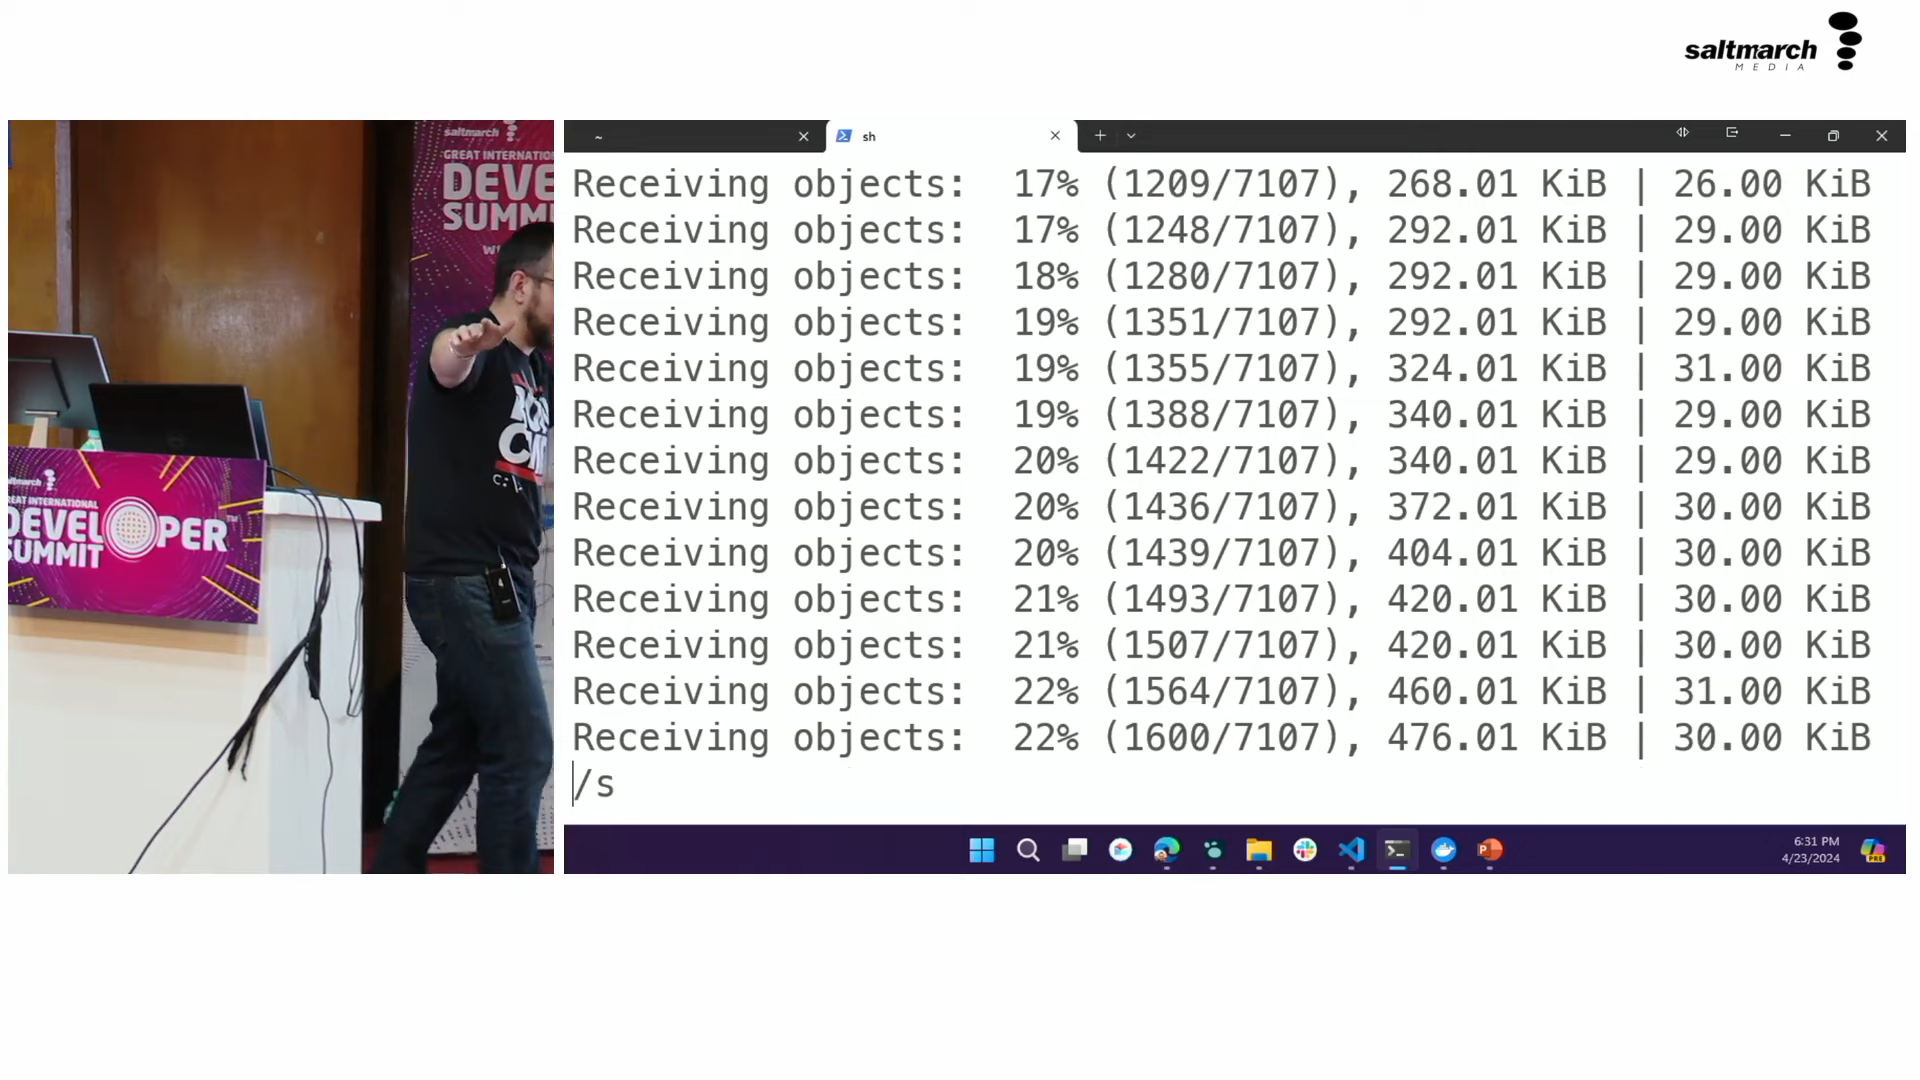 saltmarch
MEDIA
saltmarch
GREAT INTERNATIO
DEVE
SUMM
C:\
4
saltmarch
REAT INTERNATIONAL
DEVELOPER™
SUMMIT
~
sh
Receiving objects:  17% (1209/7107), 268.01 KiB | 26.00 KiB
Receiving objects:  17% (1248/7107), 292.01 KiB | 29.00 KiB
Receiving objects:  18% (1280/7107), 292.01 KiB | 29.00 KiB
Receiving objects:  19% (1351/7107), 292.01 KiB | 29.00 KiB
Receiving objects:  19% (1355/7107), 324.01 KiB | 31.00 KiB
Receiving objects:  19% (1388/7107), 340.01 KiB | 29.00 KiB
Receiving objects:  20% (1422/7107), 340.01 KiB | 29.00 KiB
Receiving objects:  20% (1436/7107), 372.01 KiB | 30.00 KiB
Receiving objects:  20% (1439/7107), 404.01 KiB | 30.00 KiB
Receiving objects:  21% (1493/7107), 420.01 KiB | 30.00 KiB
Receiving objects:  21% (1507/7107), 420.01 KiB | 30.00 KiB
Receiving objects:  22% (1564/7107), 460.01 KiB | 31.00 KiB
Receiving objects:  22% (1600/7107), 476.01 KiB | 30.00 KiB
/s
6:31 PM
4/23/2024
PRE